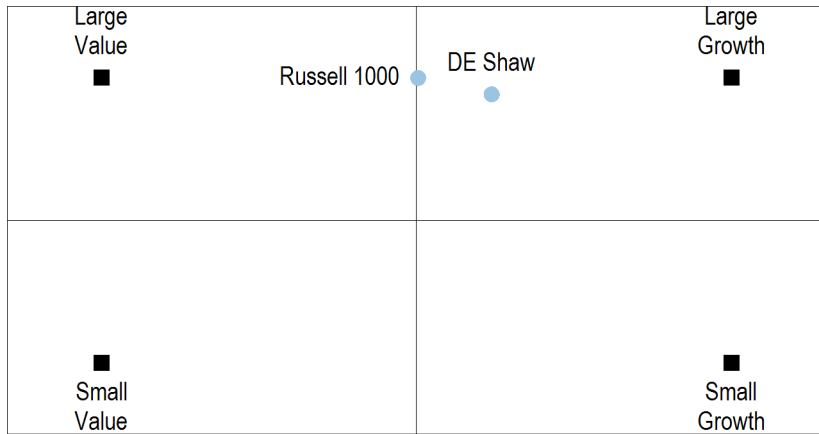 Large
Value
Large
Growth
DE Shaw
Russell 1000
Small
Value
Small
Growth